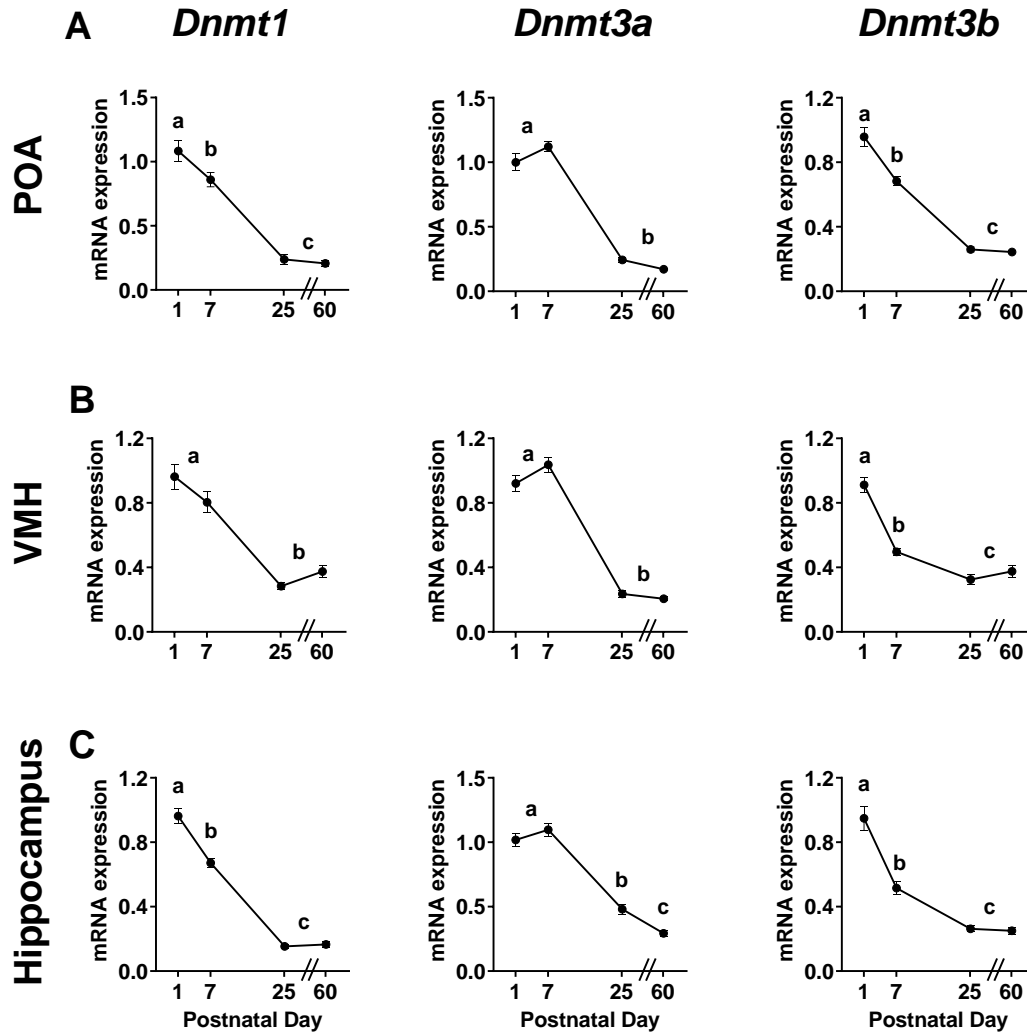 A Dnmt1 Dnmt3a Dnmt3b
POA
mRNA expression
1.5
1.0
0.5
0.0
a
b
c
1 7 25 60
mRNA expression
1.5
1.0
0.5
0.0
a
b
1 7 25 60
mRNA expression
1.2
0.8
0.4
0.0
a
b
c
1 7 25 60
B
VMH
mRNA expression
1.2
0.8
0.4
0.0
a
b
1 7 25 60
mRNA expression
1.2
0.8
0.4
0.0
a
b
1 7 25 60
mRNA expression
1.2
0.8
0.4
0.0
a
b
c
1 7 25 60
C
Hippocampus
mRNA expression
1.2
0.8
0.4
0.0
a
b
c
1 7 25 60
Postnatal Day
mRNA expression
1.5
1.0
0.5
0.0
a
b
c
1 7 25 60
Postnatal Day
mRNA expression
1.2
0.8
0.4
0.0
a
b
c
1 7 25 60
Postnatal Day